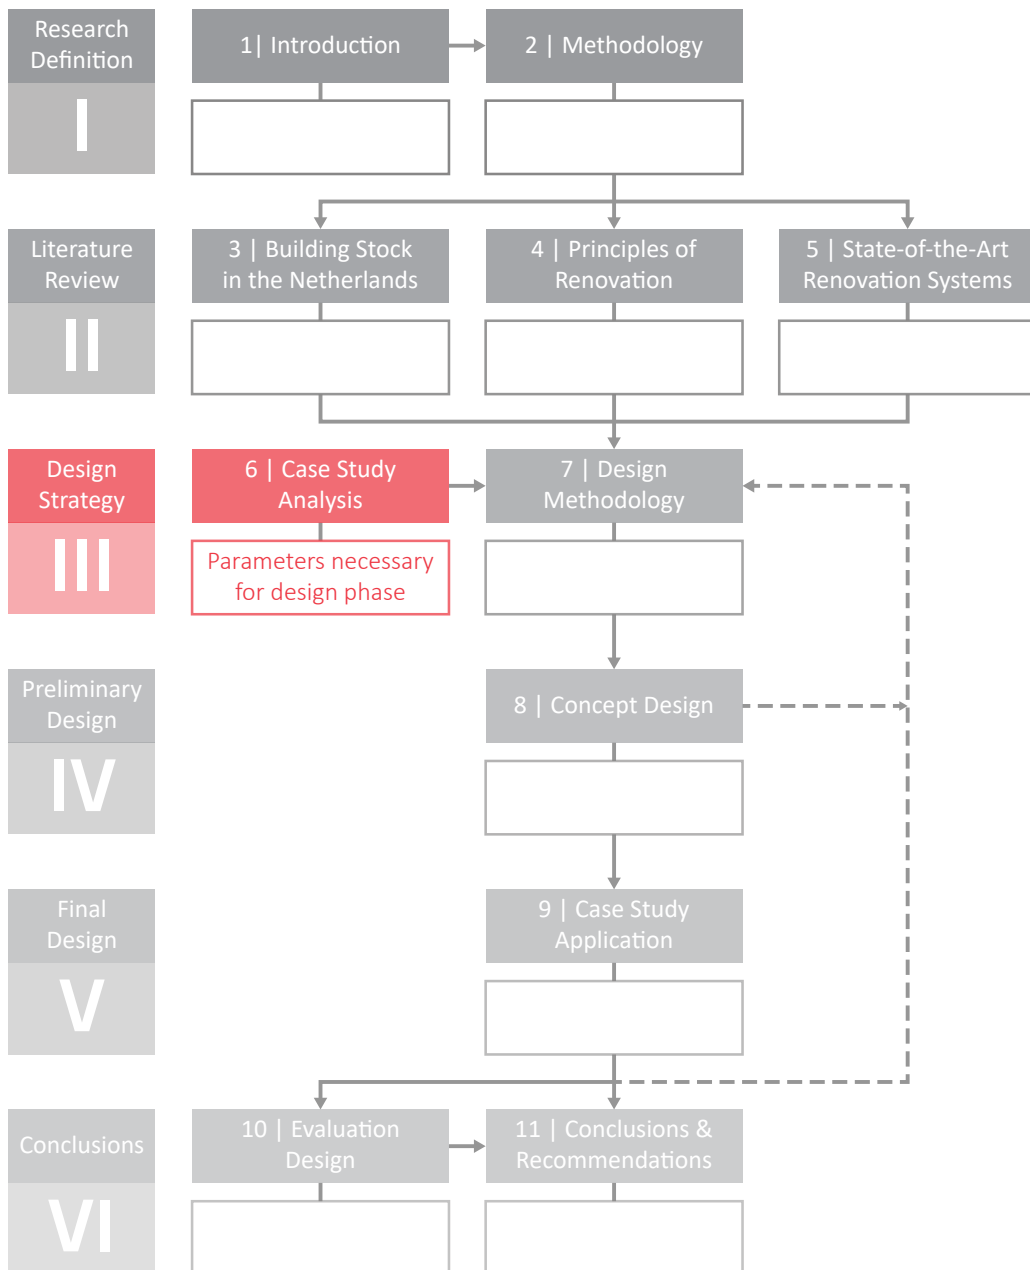 Research
Definition
I
1| Introduction
2 | Methodology
Literature
Review
II
3 | Building Stock
in the Netherlands
4 | Principles of
Renovation
5 | State-of-the-Art
Renovation Systems
Design
Strategy
III
6 | Case Study
Analysis
Parameters necessary
for design phase
7 | Design
Methodology
Preliminary
Design
IV
8 | Concept Design
Final
Design
V
9 | Case Study
Application
Conclusions
VI
10 | Evaluation
Design
11 | Conclusions &
Recommendations